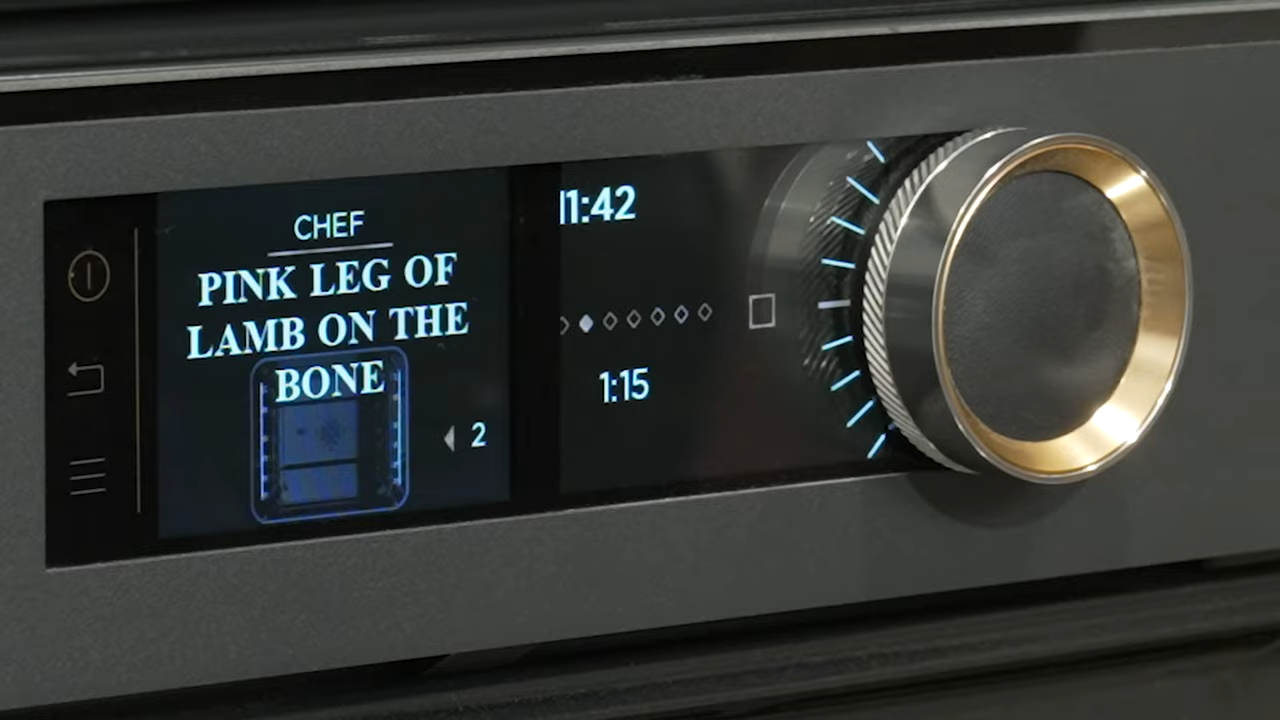 CHEF
PINK LEG OF
LAMB ON THE
BONE
2
11:42
1:15